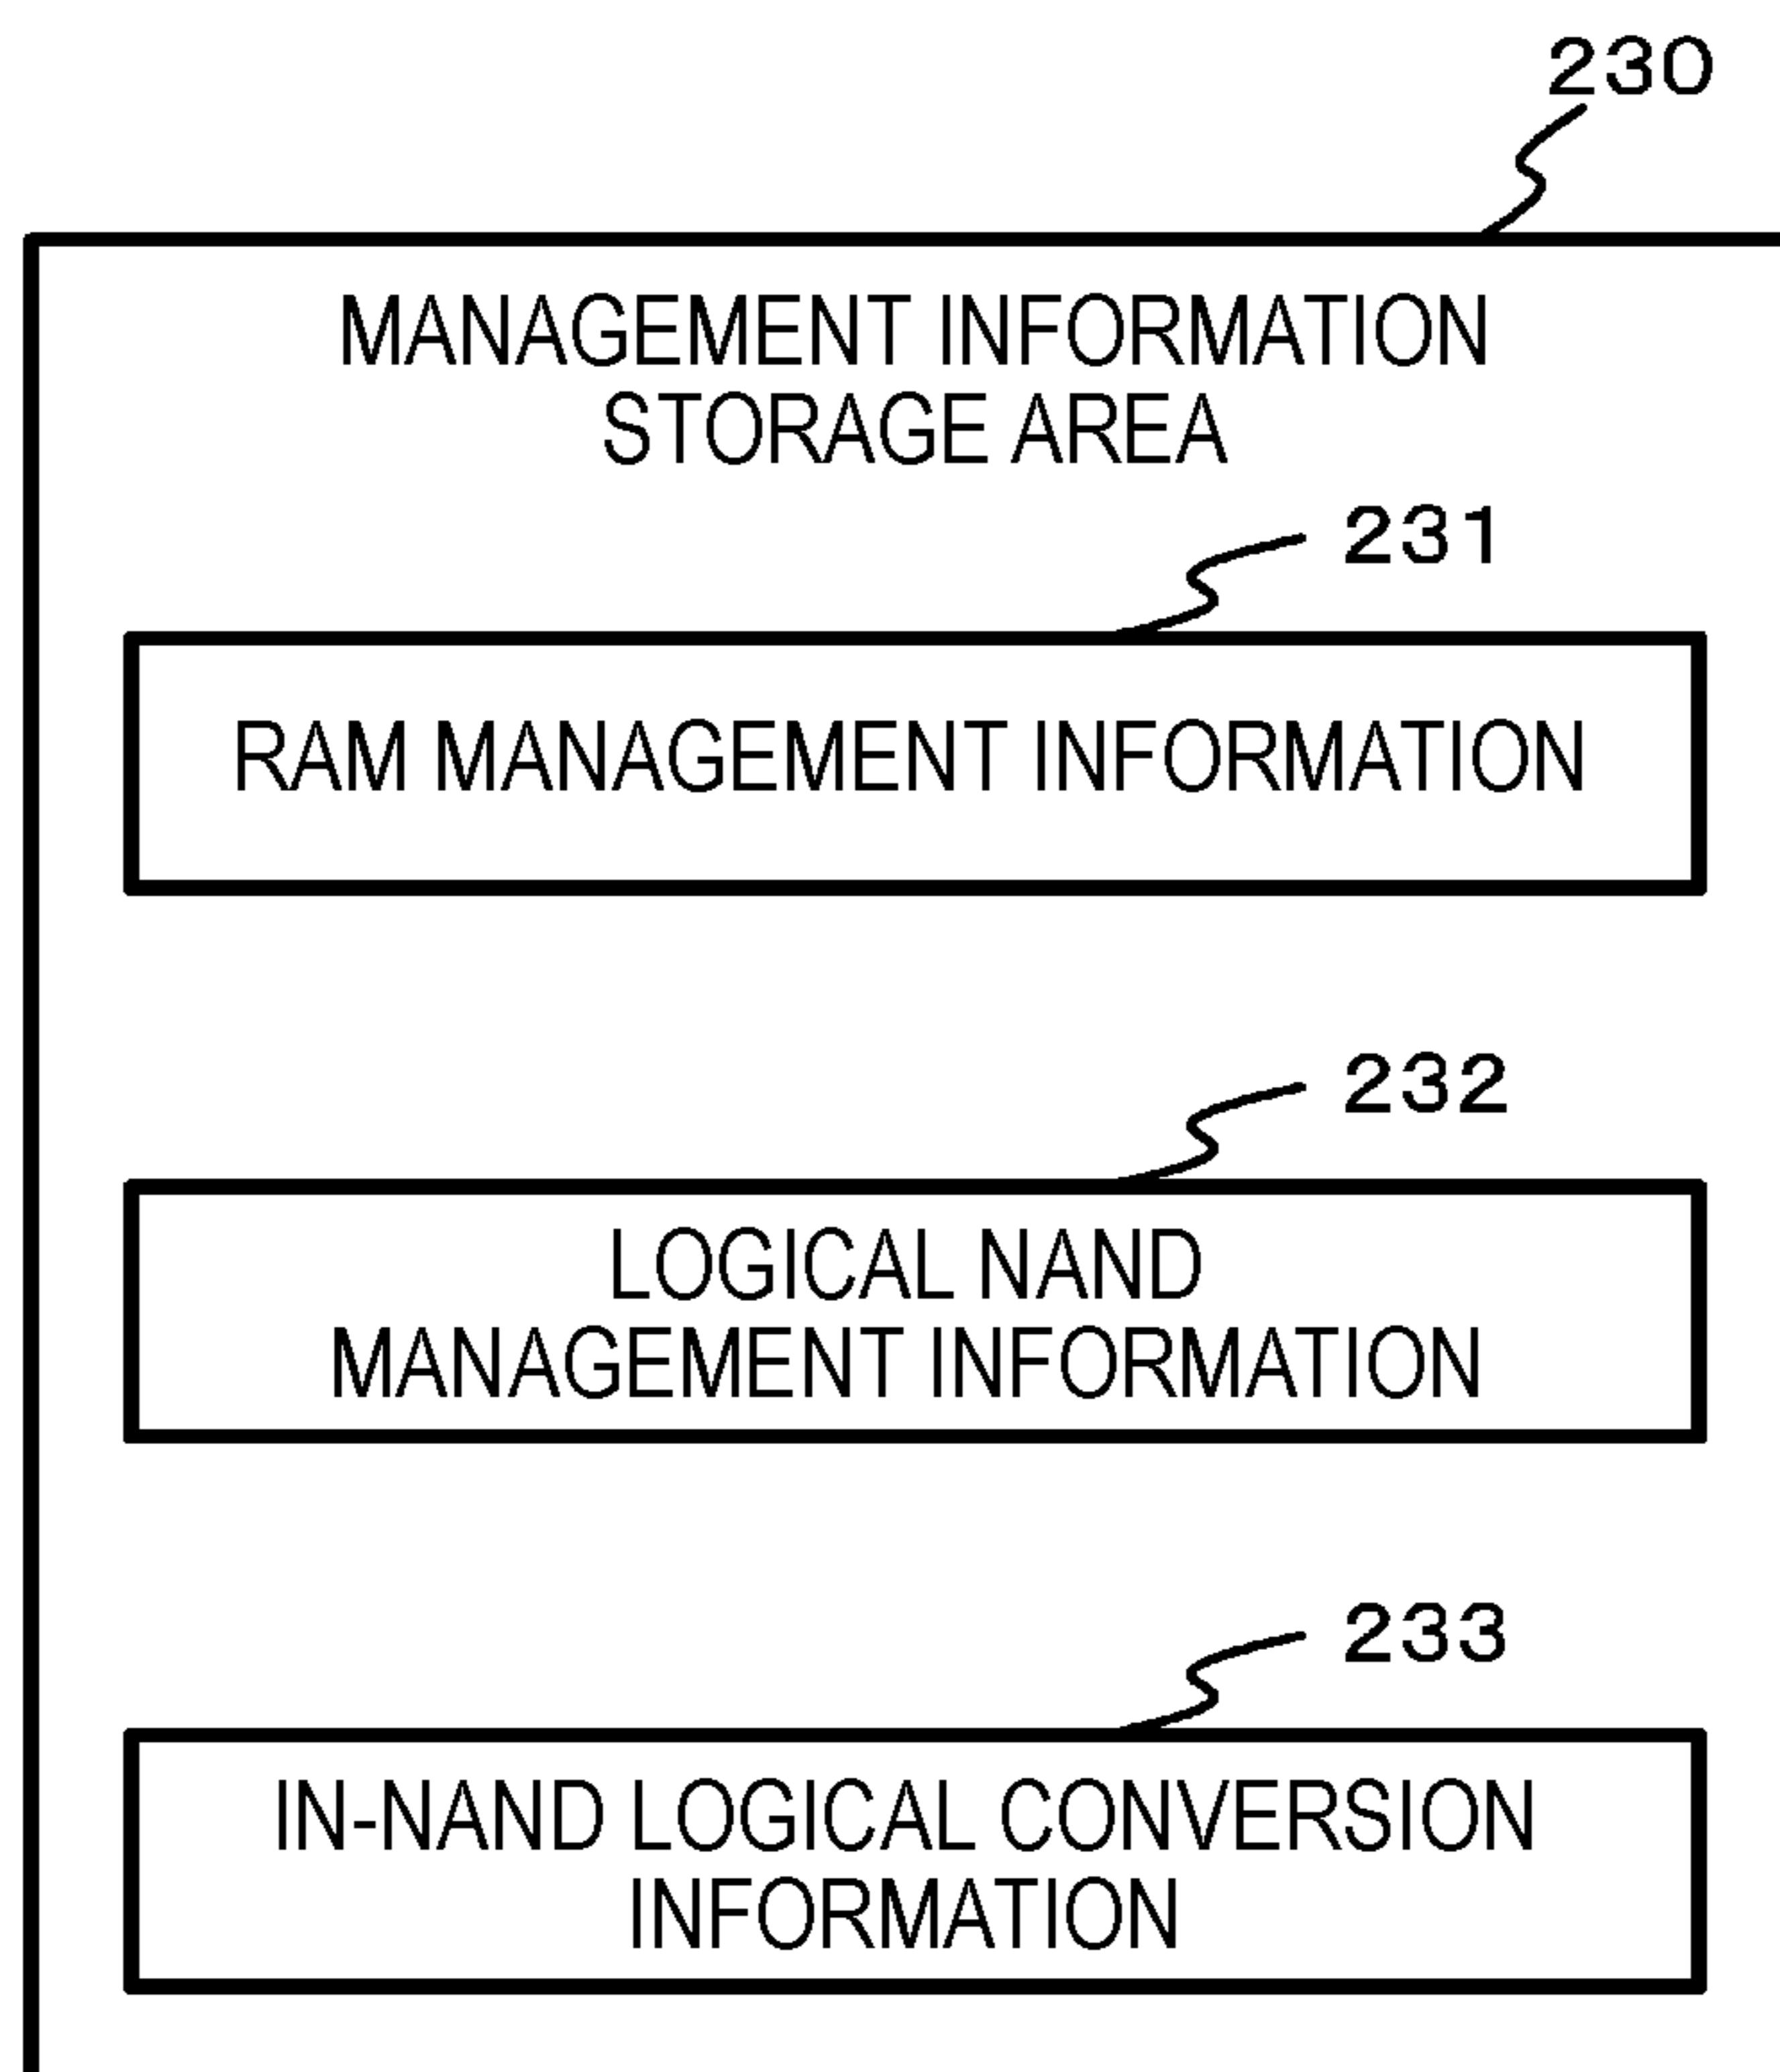 230
MANAGEMENT INFORMATION
STORAGE AREA
231
RAM MANAGEMENT INFORMATION
232
LOGICAL NAND
MANAGEMENT INFORMATION
233
IN-NAND LOGICAL CONVERSION
INFORMATION